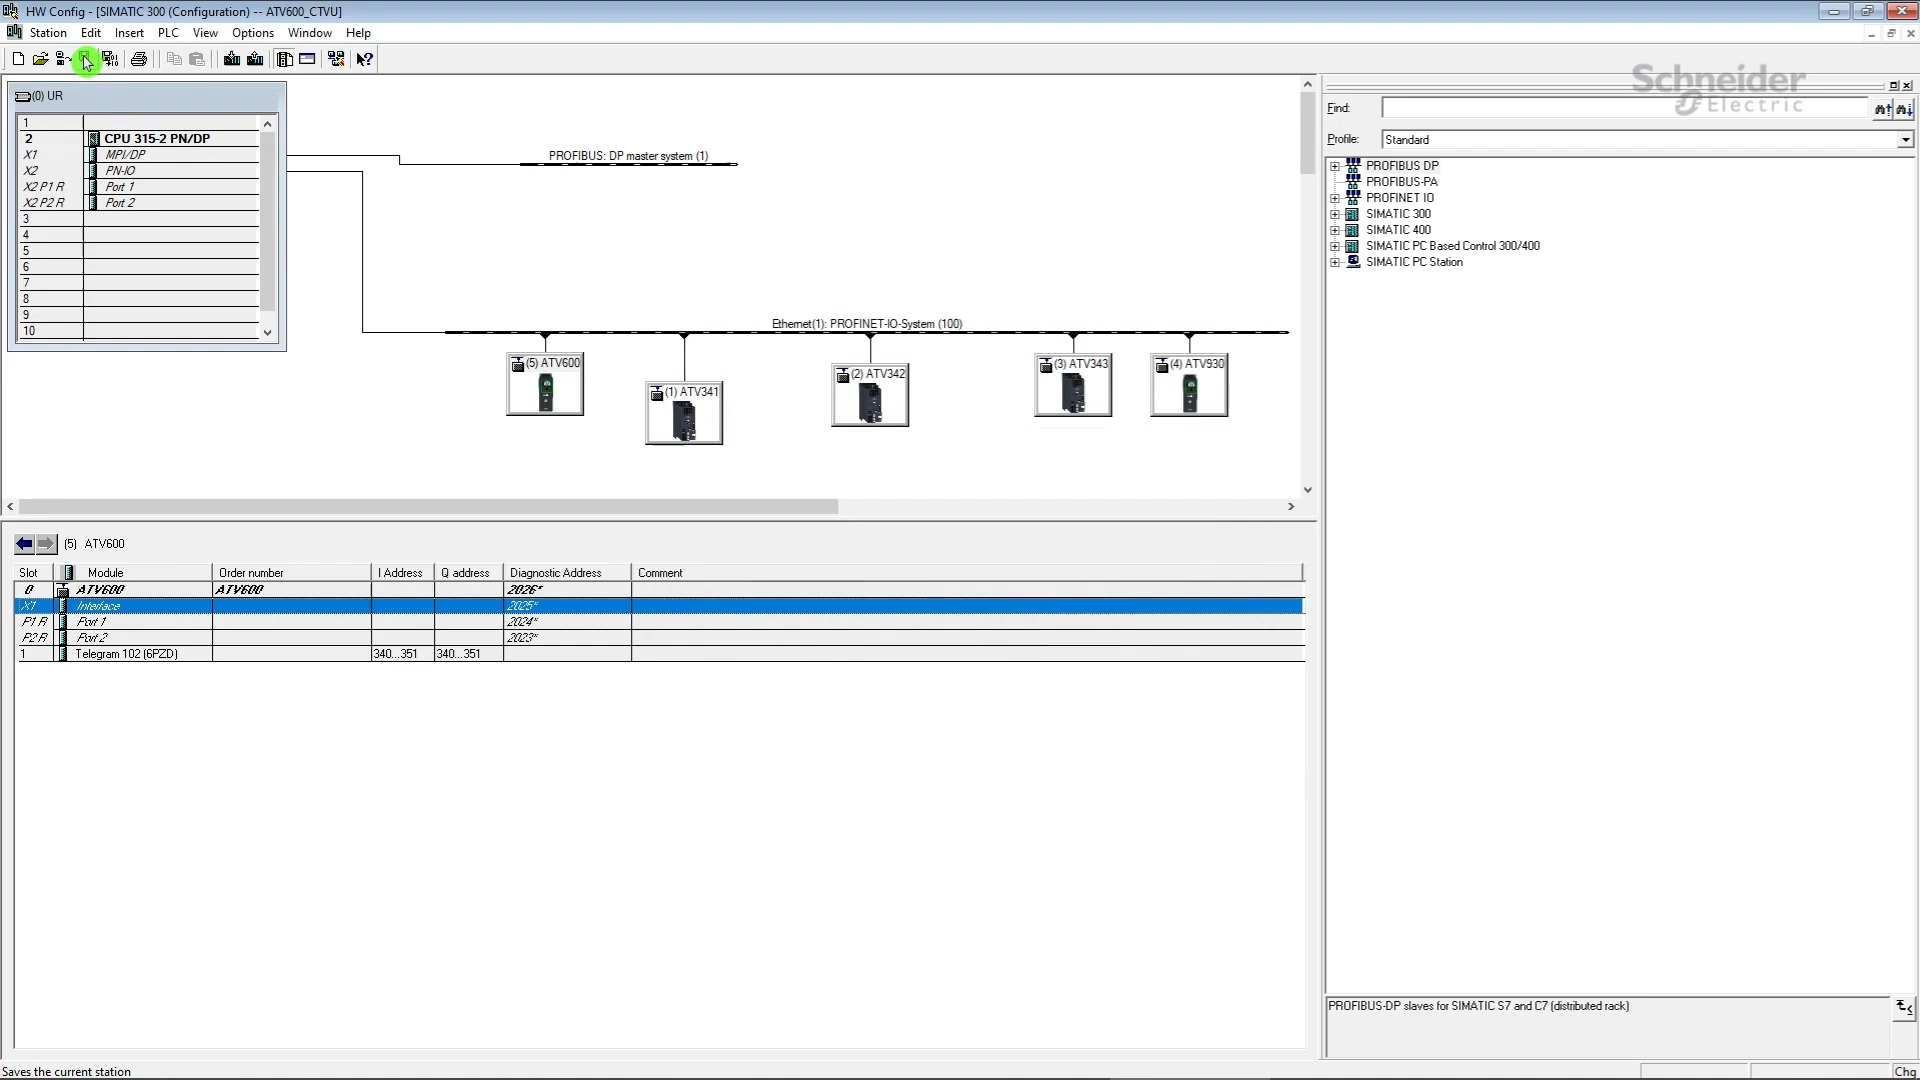 HW Config - [SIMATIC 300 (Configuration) -- ATV600_CTVU]
Station Edit Insert PLC View Options Window Help
Schneider
Electric
(0) UR
1
2 CPU 315-2 PN/DP
X1 MPI/DP
X2 PN-IO
X2 P1 R Port 1
X2 P2 R Port 2
3
4
5
6
7
8
9
10
PROFIBUS: DP master system (1)
Ethernet(1): PROFINET-IO-System (100)
(5) ATV600
(1) ATV341
(2) ATV342
(3) ATV343
(4) ATV930
Find:
Profile: Standard
PROFIBUS DP
PROFIBUS-PA
PROFINET IO
SIMATIC 300
SIMATIC 400
SIMATIC PC Based Control 300/400
SIMATIC PC Station
(5) ATV600
Slot Module Order number I Address Q address Diagnostic Address Comment
0 ATV600 ATV600 2026*
X1 Interface 2025*
P1 R Port 1 2024*
P2 R Port 2 2023*
1 Telegram 102 (6PZD) 340...351 340...351
PROFIBUS-DP slaves for SIMATIC S7 and C7 (distributed rack)
Saves the current station
Chg